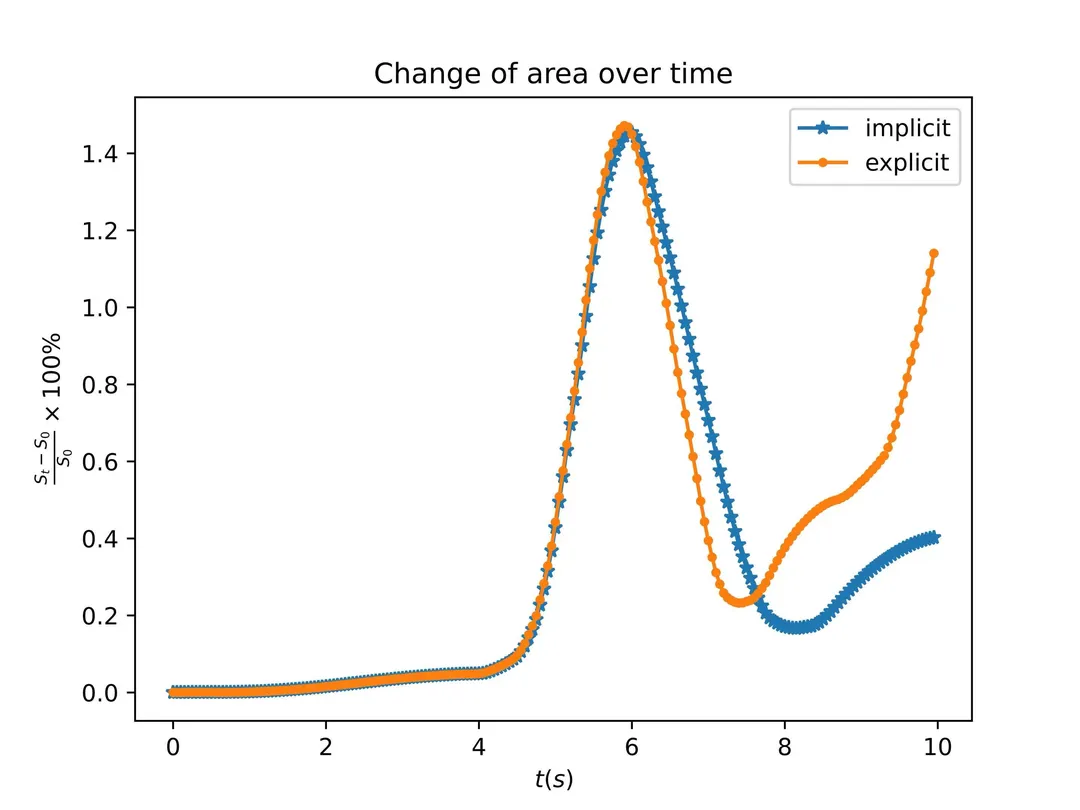 Change of area over time
implicit
explicit
1.4
1.2
1.0
0.8
0.6
0.4
0.2
0.0
S_t − S_0 / S_0 × 100%
0 2 4 6 8 10
t(s)